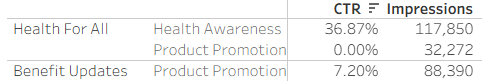 CTR Impressions
Health For All Health Awareness 36.87% 117,850
Product Promotion 0.00% 32,272
Benefit Updates Product Promotion 7.20% 88,390